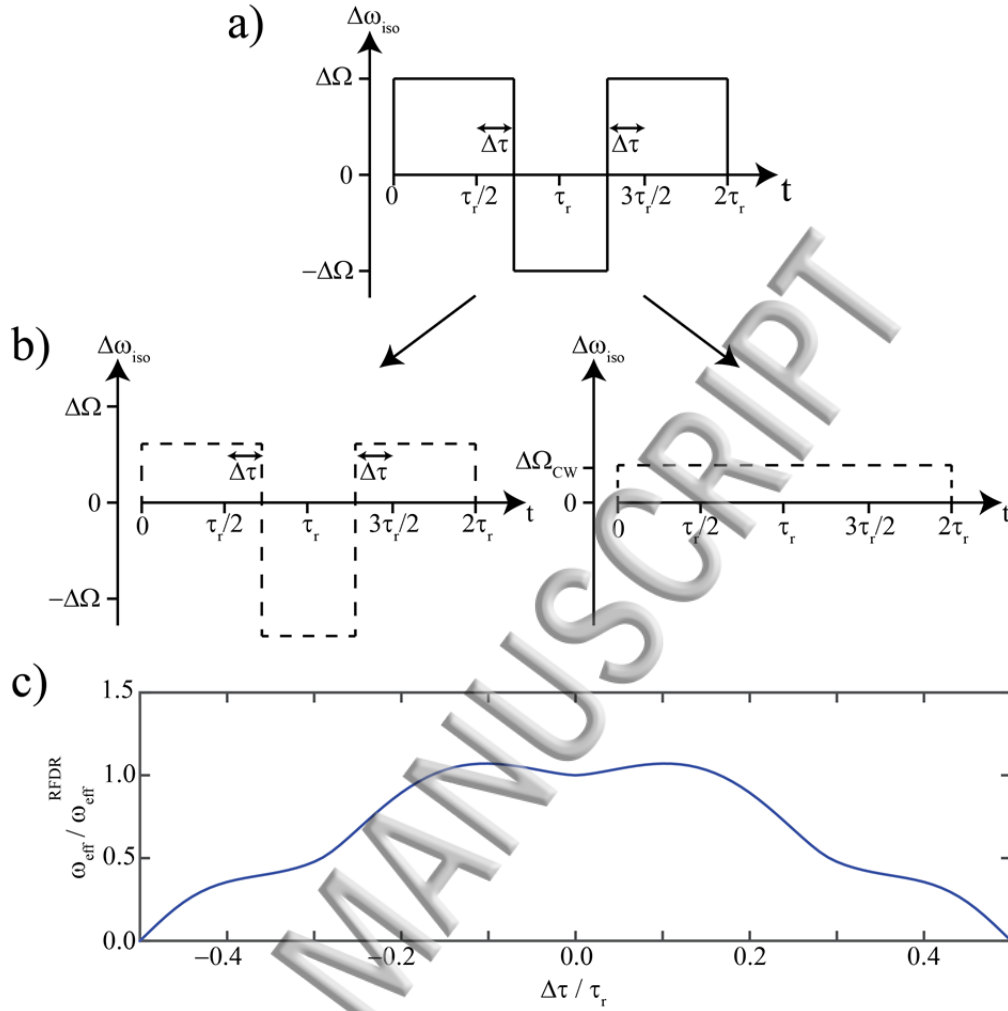 a)
Δω_iso
ΔΩ
0
−ΔΩ
Δτ Δτ
0 τ_r/2 τ_r 3τ_r/2 2τ_r t
b)
Δω_iso
ΔΩ
0
−ΔΩ
Δτ Δτ
0 τ_r/2 τ_r 3τ_r/2 2τ_r t
Δω_iso
ΔΩ_CW
0
0 τ_r/2 τ_r 3τ_r/2 2τ_r t
c)
ω_eff / ω_eff^RFDR
1.5
1.0
0.5
0.0
−0.4 −0.2 0.0 0.2 0.4
Δτ / τ_r
MANUSCRIPT